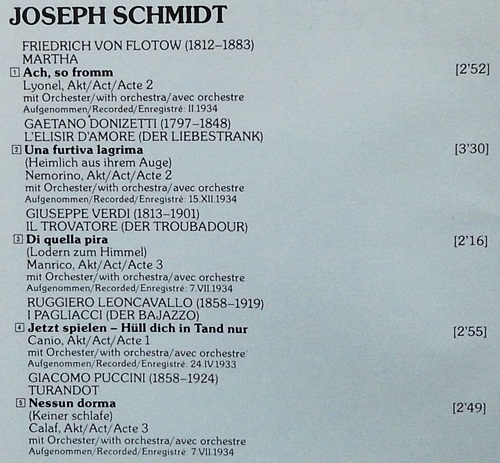 JOSEPH SCHMIDT
FRIEDRICH VON FLOTOW (1812–1883)
MARTHA
1 Ach, so fromm [2'52]
Lyonel, Akt/Act/Acte 2
mit Orchester/with orchestra/avec orchestre
Aufgenommen/Recorded/Enregistré: II.1934
GAETANO DONIZETTI (1797–1848)
L'ELISIR D'AMORE (DER LIEBESTRANK)
2 Una furtiva lagrima [3'30]
(Heimlich aus ihrem Auge)
Nemorino, Akt/Act/Acte 2
mit Orchester/with orchestra/avec orchestre
Aufgenommen/Recorded/Enregistré: 15.XII.1934
GIUSEPPE VERDI (1813–1901)
IL TROVATORE (DER TROUBADOUR)
3 Di quella pira [2'16]
(Lodern zum Himmel)
Manrico, Akt/Act/Acte 3
mit Orchester/with orchestra/avec orchestre
Aufgenommen/Recorded/Enregistré: 7.VII.1934
RUGGIERO LEONCAVALLO (1858–1919)
I PAGLIACCI (DER BAJAZZO)
4 Jetzt spielen – Hüll dich in Tand nur [2'55]
Canio, Akt/Act/Acte 1
mit Orchester/with orchestra/avec orchestre
Aufgenommen/Recorded/Enregistré: 24.IV.1933
GIACOMO PUCCINI (1858–1924)
TURANDOT
5 Nessun dorma [2'49]
(Keiner schlafe)
Calaf, Akt/Act/Acte 3
mit Orchester/with orchestra/avec orchestre
Aufgenommen/Recorded/Enregistré: 7.VII.1934